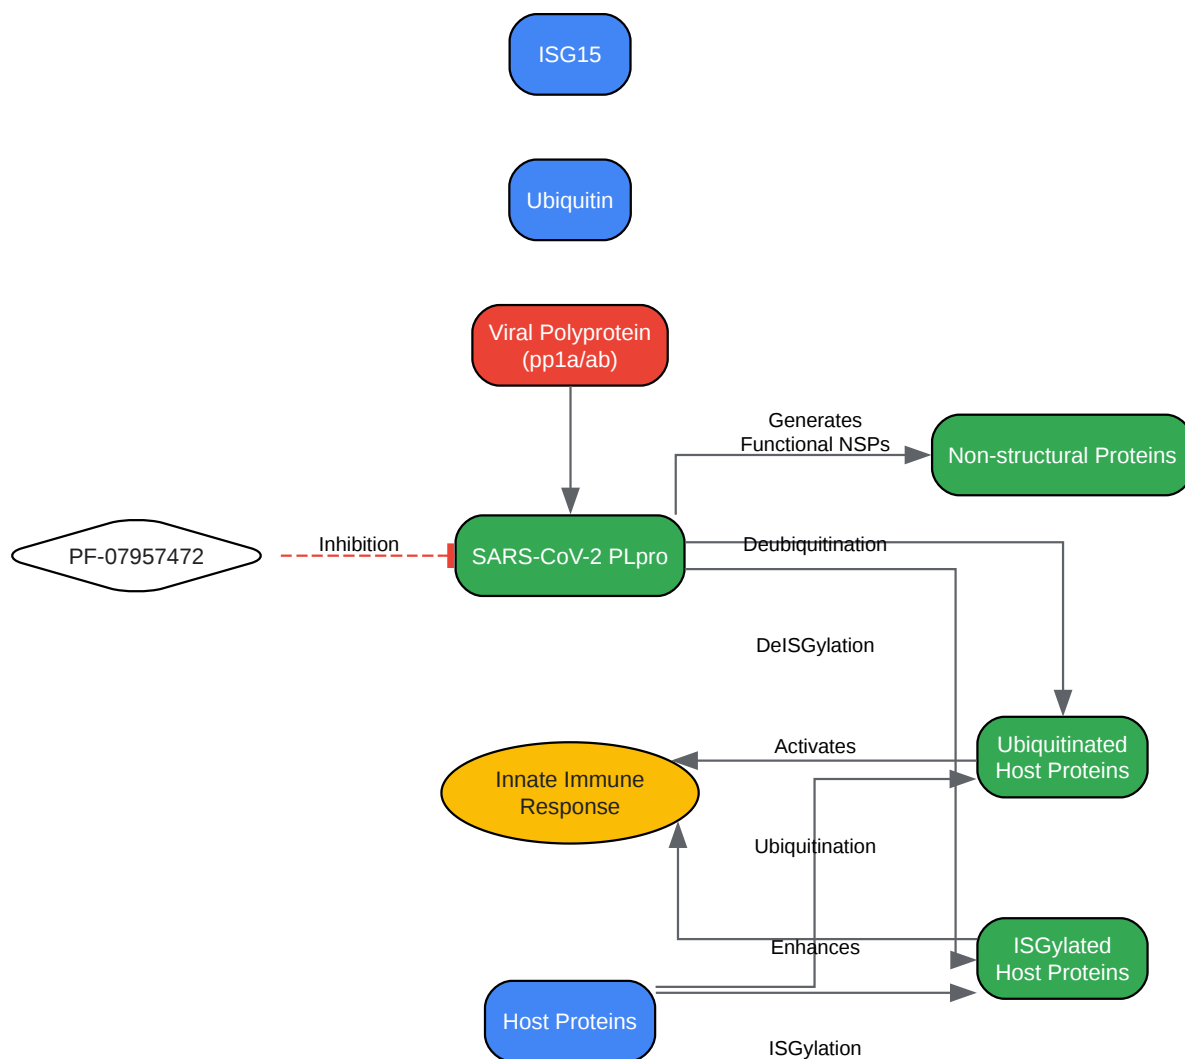 ISG15
Ubiquitin
Viral Polyprotein
(pp1a/ab)
Generates
Functional NSPs
Non-structural Proteins
PF-07957472
Inhibition
SARS-CoV-2 PLpro
Deubiquitination
DeISGylation
Ubiquitinated
Host Proteins
Activates
Innate Immune
Response
Ubiquitination
Enhances
ISGylated
Host Proteins
Host Proteins
ISGylation